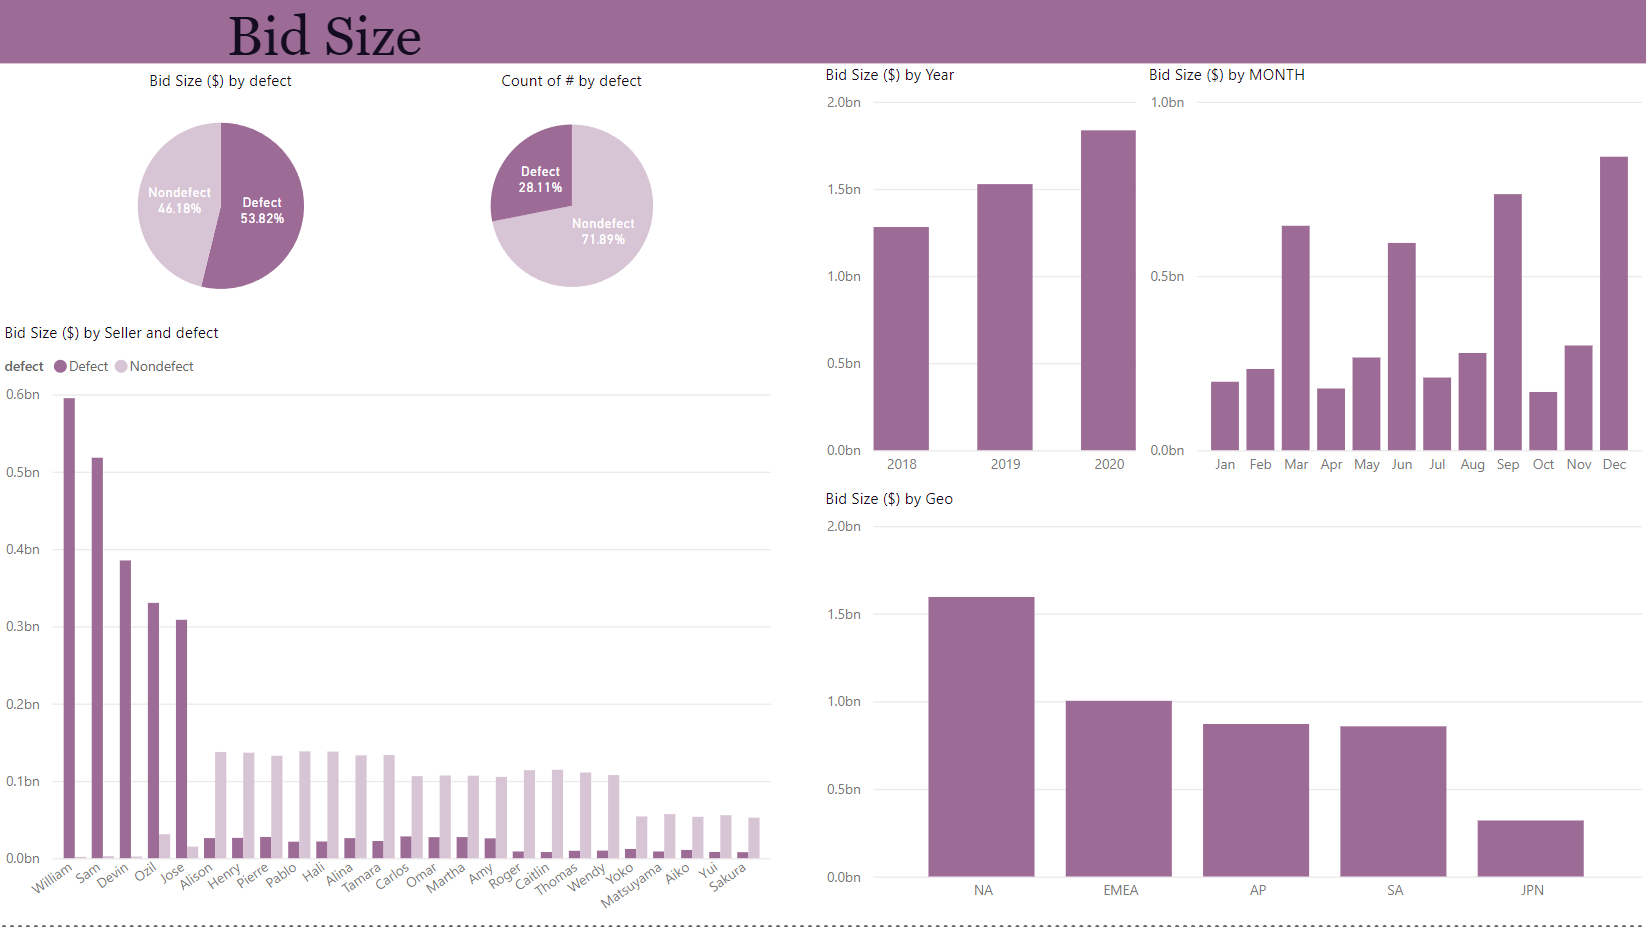 Bid Size
Bid Size ($) by defect
Nondefect
46.18%
Defect
53.82%
Count of # by defect
Defect
28.11%
Nondefect
71.89%
Bid Size ($) by Seller and defect
defect Defect Nondefect
0.6bn
0.5bn
0.4bn
0.3bn
0.2bn
0.1bn
0.0bn
William Sam Devin Ozil Jose Alison Henry Pierre Pablo Hali Alina Tamara Carlos Omar Martha Amy Roger Caitlin Thomas Wendy Yoko Matsuyama Aiko Yui Sakura
Bid Size ($) by Year
2.0bn
1.5bn
1.0bn
0.5bn
0.0bn
2018 2019 2020
Bid Size ($) by MONTH
1.0bn
0.5bn
0.0bn
Jan Feb Mar Apr May Jun Jul Aug Sep Oct Nov Dec
Bid Size ($) by Geo
2.0bn
1.5bn
1.0bn
0.5bn
0.0bn
NA EMEA AP SA JPN